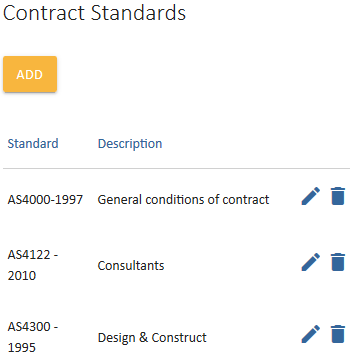 Contract Standards
ADD
Standard Description
AS4000-1997 General conditions of contract
AS4122 -
2010
Consultants
AS4300 -
1995
Design & Construct